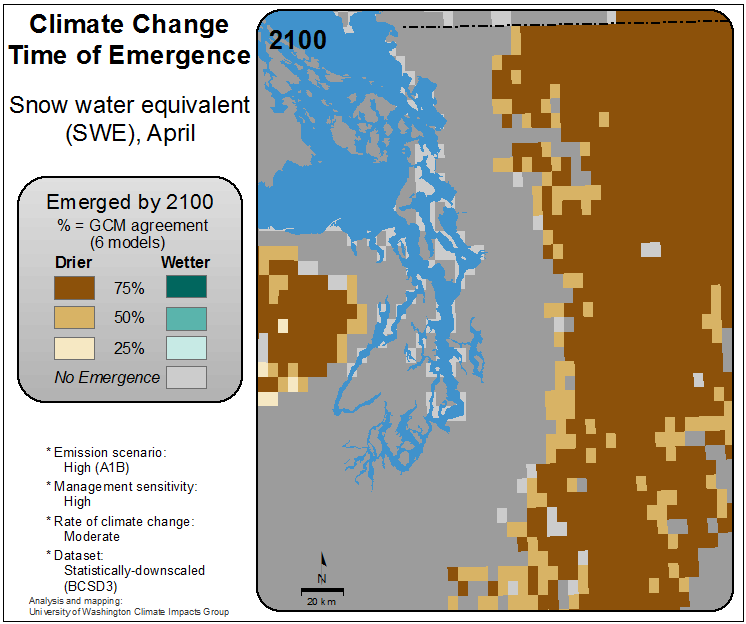 Climate Change
Time of Emergence
Snow water equivalent
(SWE), April
Emerged by 2100
% = GCM agreement
(6 models)
Drier Wetter
75%
50%
25%
No Emergence
* Emission scenario:
High (A1B)
* Management sensitivity:
High
* Rate of climate change:
Moderate
* Dataset:
Statistically-downscaled
(BCSD3)
Analysis and mapping:
University of Washington Climate Impacts Group
2100
N
20 km